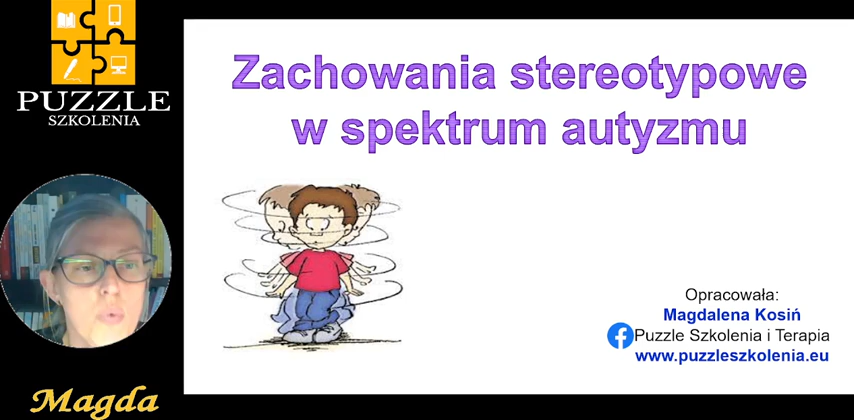 PUZZLE
SZKOLENIA
Zachowania stereotypowe
w spektrum autyzmu
Opracowała:
Magdalena Kosiń
Puzzle Szkolenia i Terapia
www.puzzleszkolenia.eu
Magda